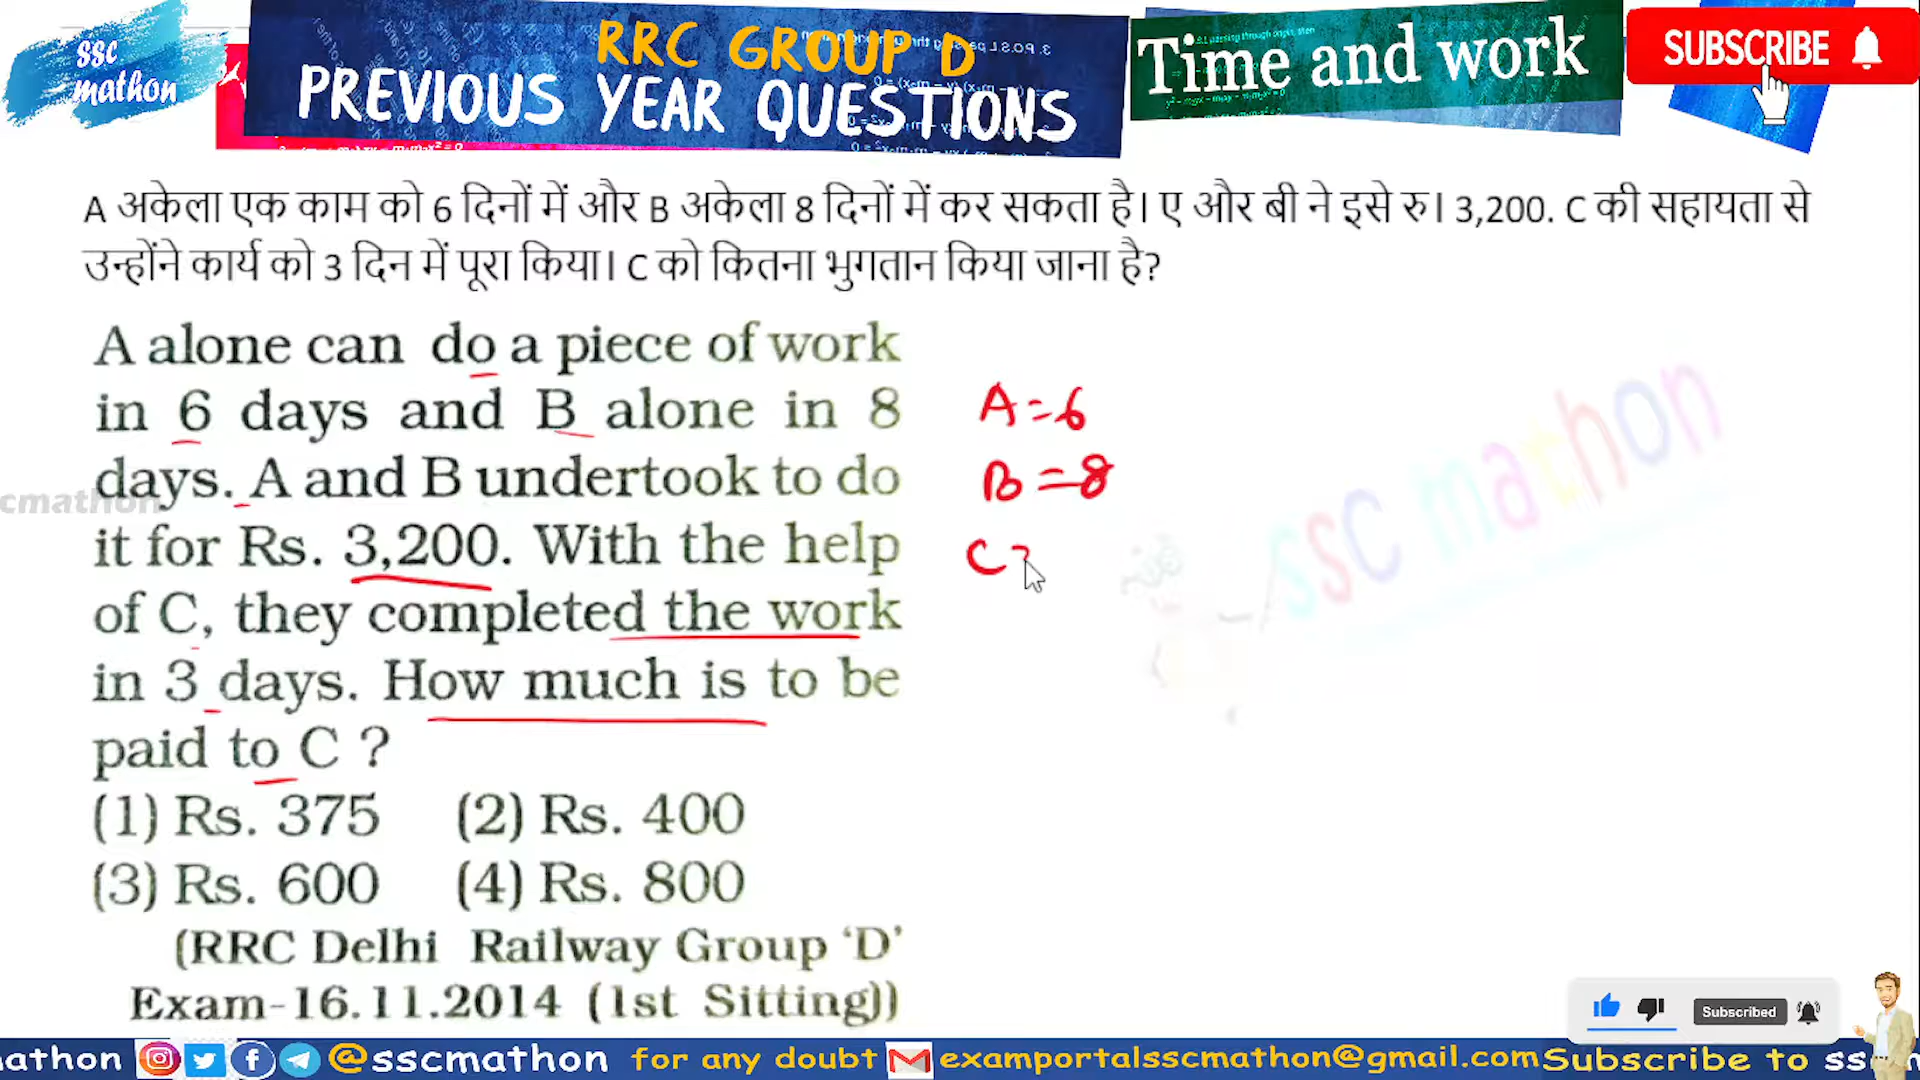 ssc
mathon
RRC GROUP D
PREVIOUS YEAR QUESTIONS
Time and work
SUBSCRIBE
A अकेला एक काम को 6 दिनों में और B अकेला 8 दिनों में कर सकता है। ए और बी ने इसे रु। 3,200. C की सहायता से
उन्होंने कार्य को 3 दिन में पूरा किया। C को कितना भुगतान किया जाना है?
A alone can do a piece of work
in 6 days and B alone in 8
days. A and B undertook to do
it for Rs. 3,200. With the help
of C, they completed the work
in 3 days. How much is to be
paid to C ?
(1) Rs. 375 (2) Rs. 400
(3) Rs. 600 (4) Rs. 800
(RRC Delhi Railway Group ‘D’
Exam-16.11.2014 (1st Sitting))
A = 6
B = 8
C ?
ssc mathon
cmathon
Subscribed
mathon @sscmathon for any doubt examportalsscmathon@gmail.com Subscribe to ss